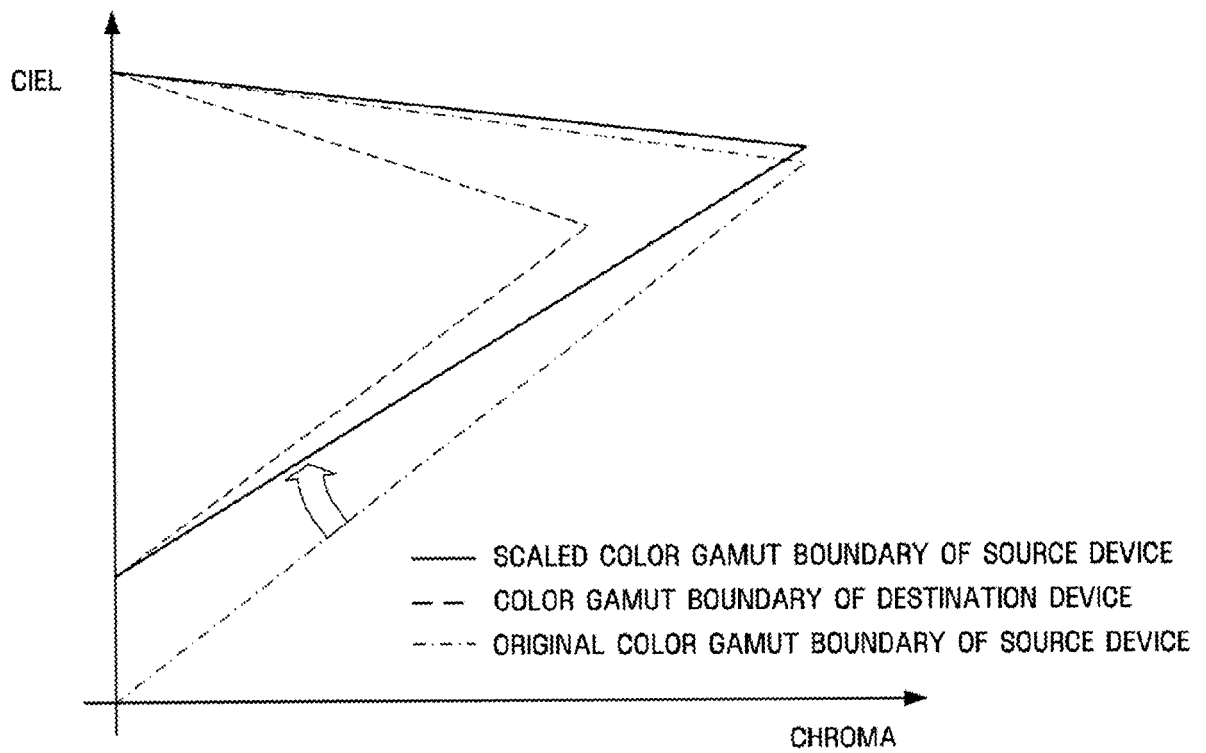 CIEL
SCALED COLOR GAMUT BOUNDARY OF SOURCE DEVICE
COLOR GAMUT BOUNDARY OF DESTINATION DEVICE
ORIGINAL COLOR GAMUT BOUNDARY OF SOURCE DEVICE
CHROMA